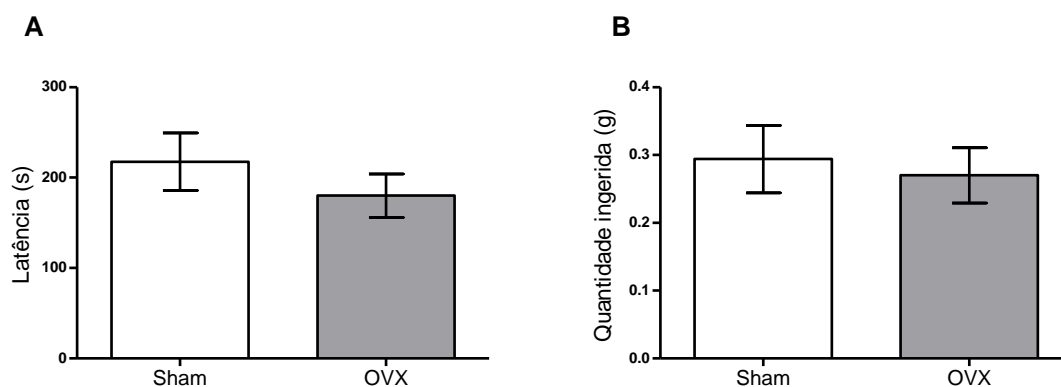 A
Latência (s)
300
200
100
0
Sham
OVX
B
Quantidade ingerida (g)
0.4
0.3
0.2
0.1
0.0
Sham
OVX